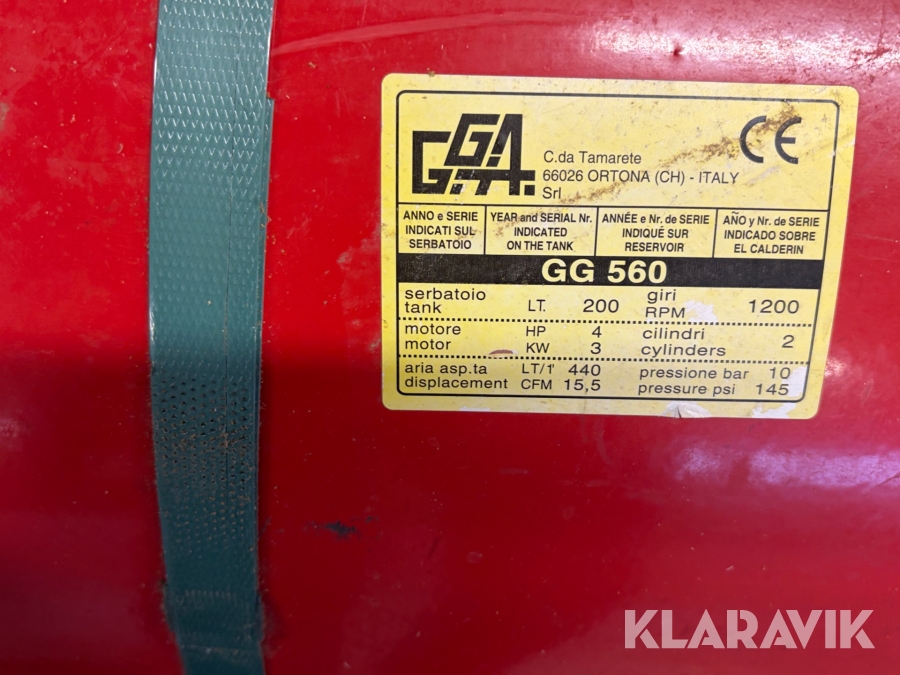 G.G.A.
C.da Tamarete
66026 ORTONA (CH) - ITALY
Srl
CE
ANNO e SERIE
INDICATI SUL
SERBATOIO
YEAR and SERIAL Nr.
INDICATED
ON THE TANK
ANNÉE e Nr. de SERIE
INDIQUÉ SUR
RESERVOIR
AÑO y Nr. de SERIE
INDICADO SOBRE
EL CALDERIN
GG 560
serbatoio
tank LT. 200
giri
RPM 1200
motore HP 4
motor KW 3
cilindri
cylinders 2
aria asp.ta LT/1' 440
displacement CFM 15,5
pressione bar 10
pressure psi 145
KLARAVIK